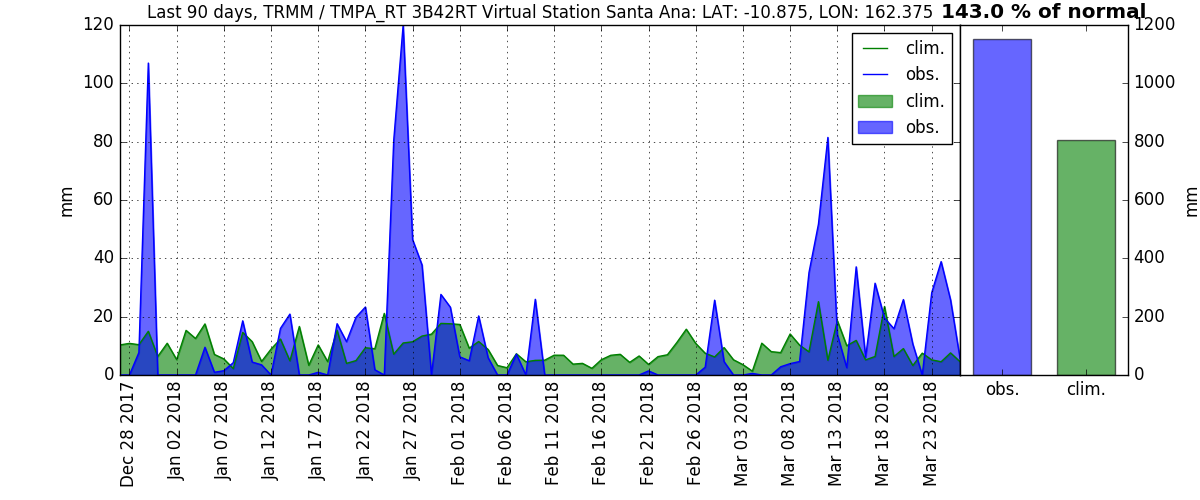 Last 90 days, TRMM / TMPA_RT 3B42RT Virtual Station Santa Ana: LAT: -10.875, LON: 162.375 143.0 % of normal
120
100
80
60
40
20
0
mm
clim.
obs.
clim.
obs.
1200
1000
800
600
400
200
0
mm
obs.
clim.
Dec 28 2017
Jan 02 2018
Jan 07 2018
Jan 12 2018
Jan 17 2018
Jan 22 2018
Jan 27 2018
Feb 01 2018
Feb 06 2018
Feb 11 2018
Feb 16 2018
Feb 21 2018
Feb 26 2018
Mar 03 2018
Mar 08 2018
Mar 13 2018
Mar 18 2018
Mar 23 2018